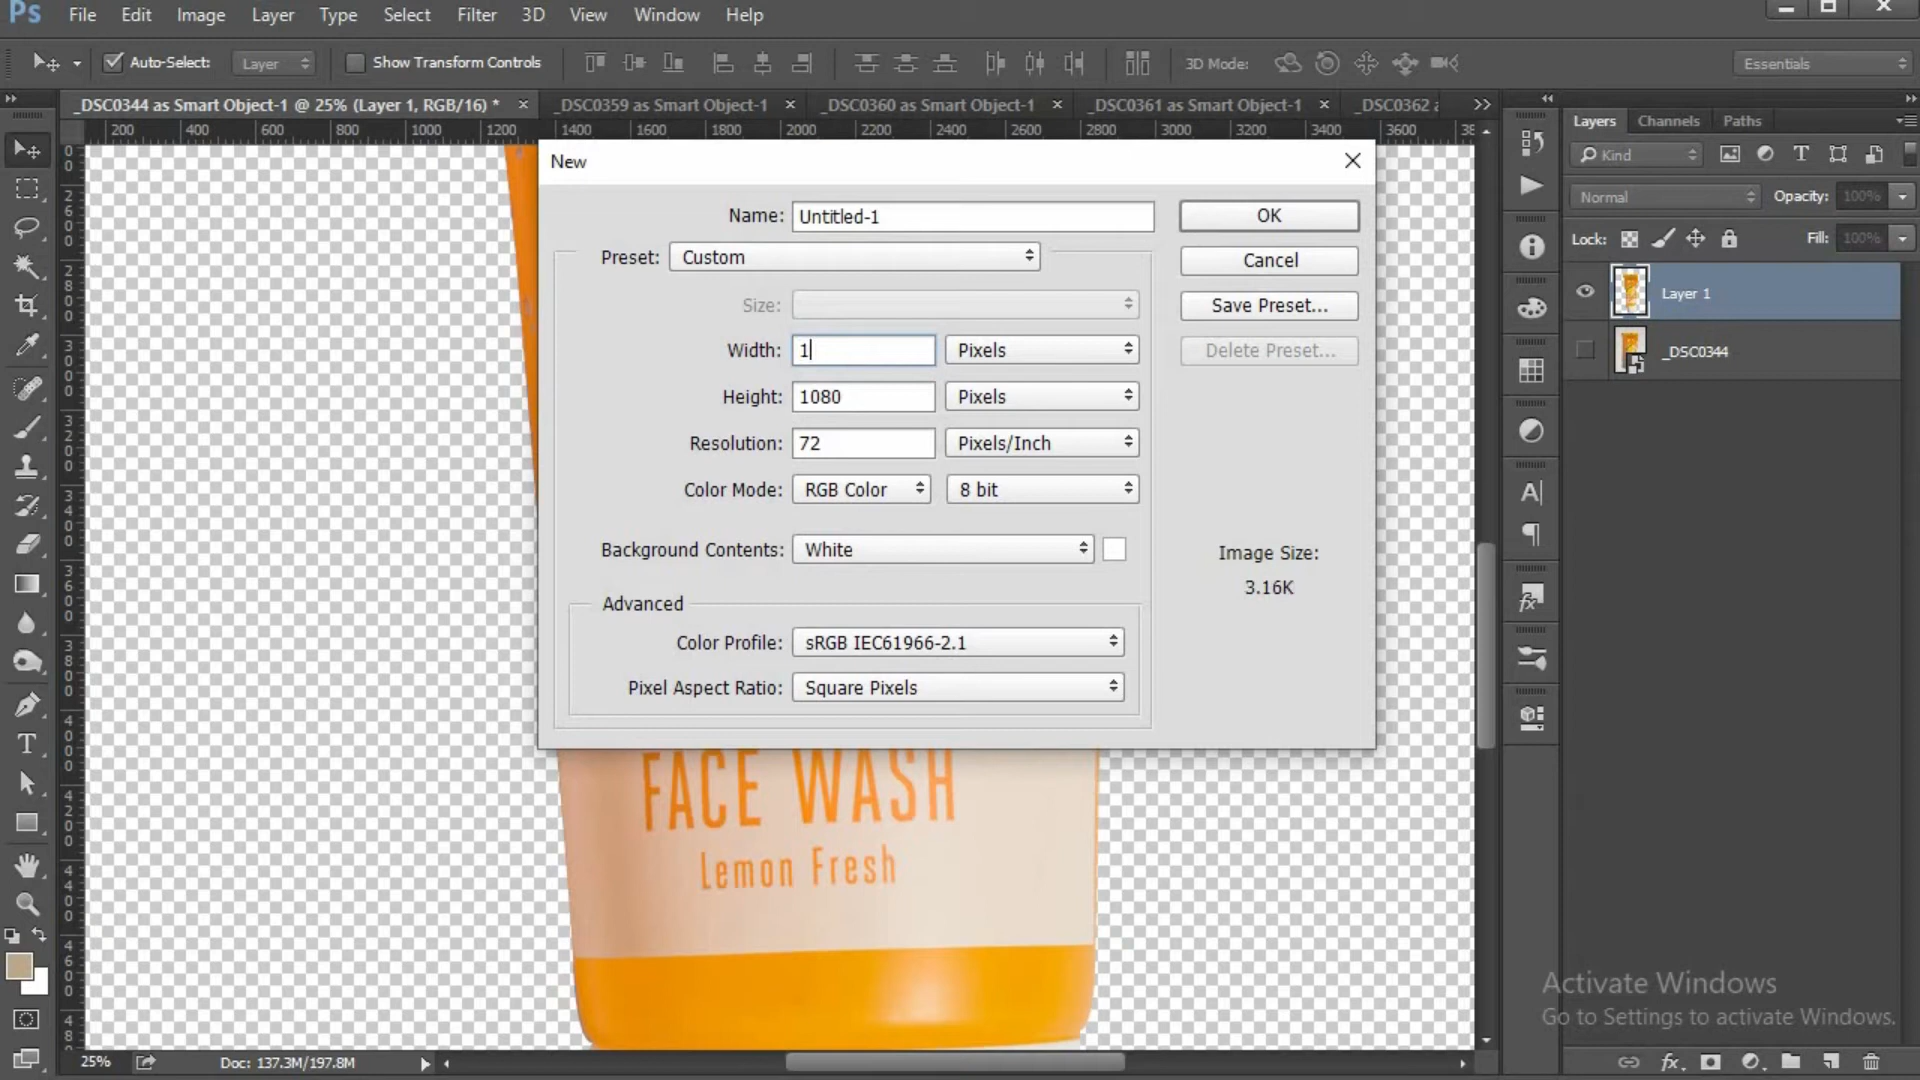 Ps File Edit Image Layer Type Select Filter 3D View Window Help
Auto-Select: Layer Show Transform Controls 3D Mode: Essentials
_DSC0344 as Smart Object-1 @ 25% (Layer 1, RGB/16) * × _DSC0359 as Smart Object-1 × _DSC0360 as Smart Object-1 × _DSC0361 as Smart Object-1 × _DSC0362 >>
200 400 600 800 1000 1200 1400 1600 1800 2000 2200 2400 2600 2800 3000 3200 3400 3600
Layers Channels Paths
Kind
Normal Opacity: 100%
Lock: Fill: 100%
Layer 1
_DSC0344
New
Name: Untitled-1 OK
Preset: Custom Cancel
Size: Save Preset...
Width: 1 Pixels Delete Preset...
Height: 1080 Pixels
Resolution: 72 Pixels/Inch
Color Mode: RGB Color 8 bit
Background Contents: White Image Size:
3.16K
Advanced
Color Profile: sRGB IEC61966-2.1
Pixel Aspect Ratio: Square Pixels
FACE WASH
Lemon Fresh
Activate Windows
Go to Settings to activate Windows.
25% Doc: 137.3M/197.8M